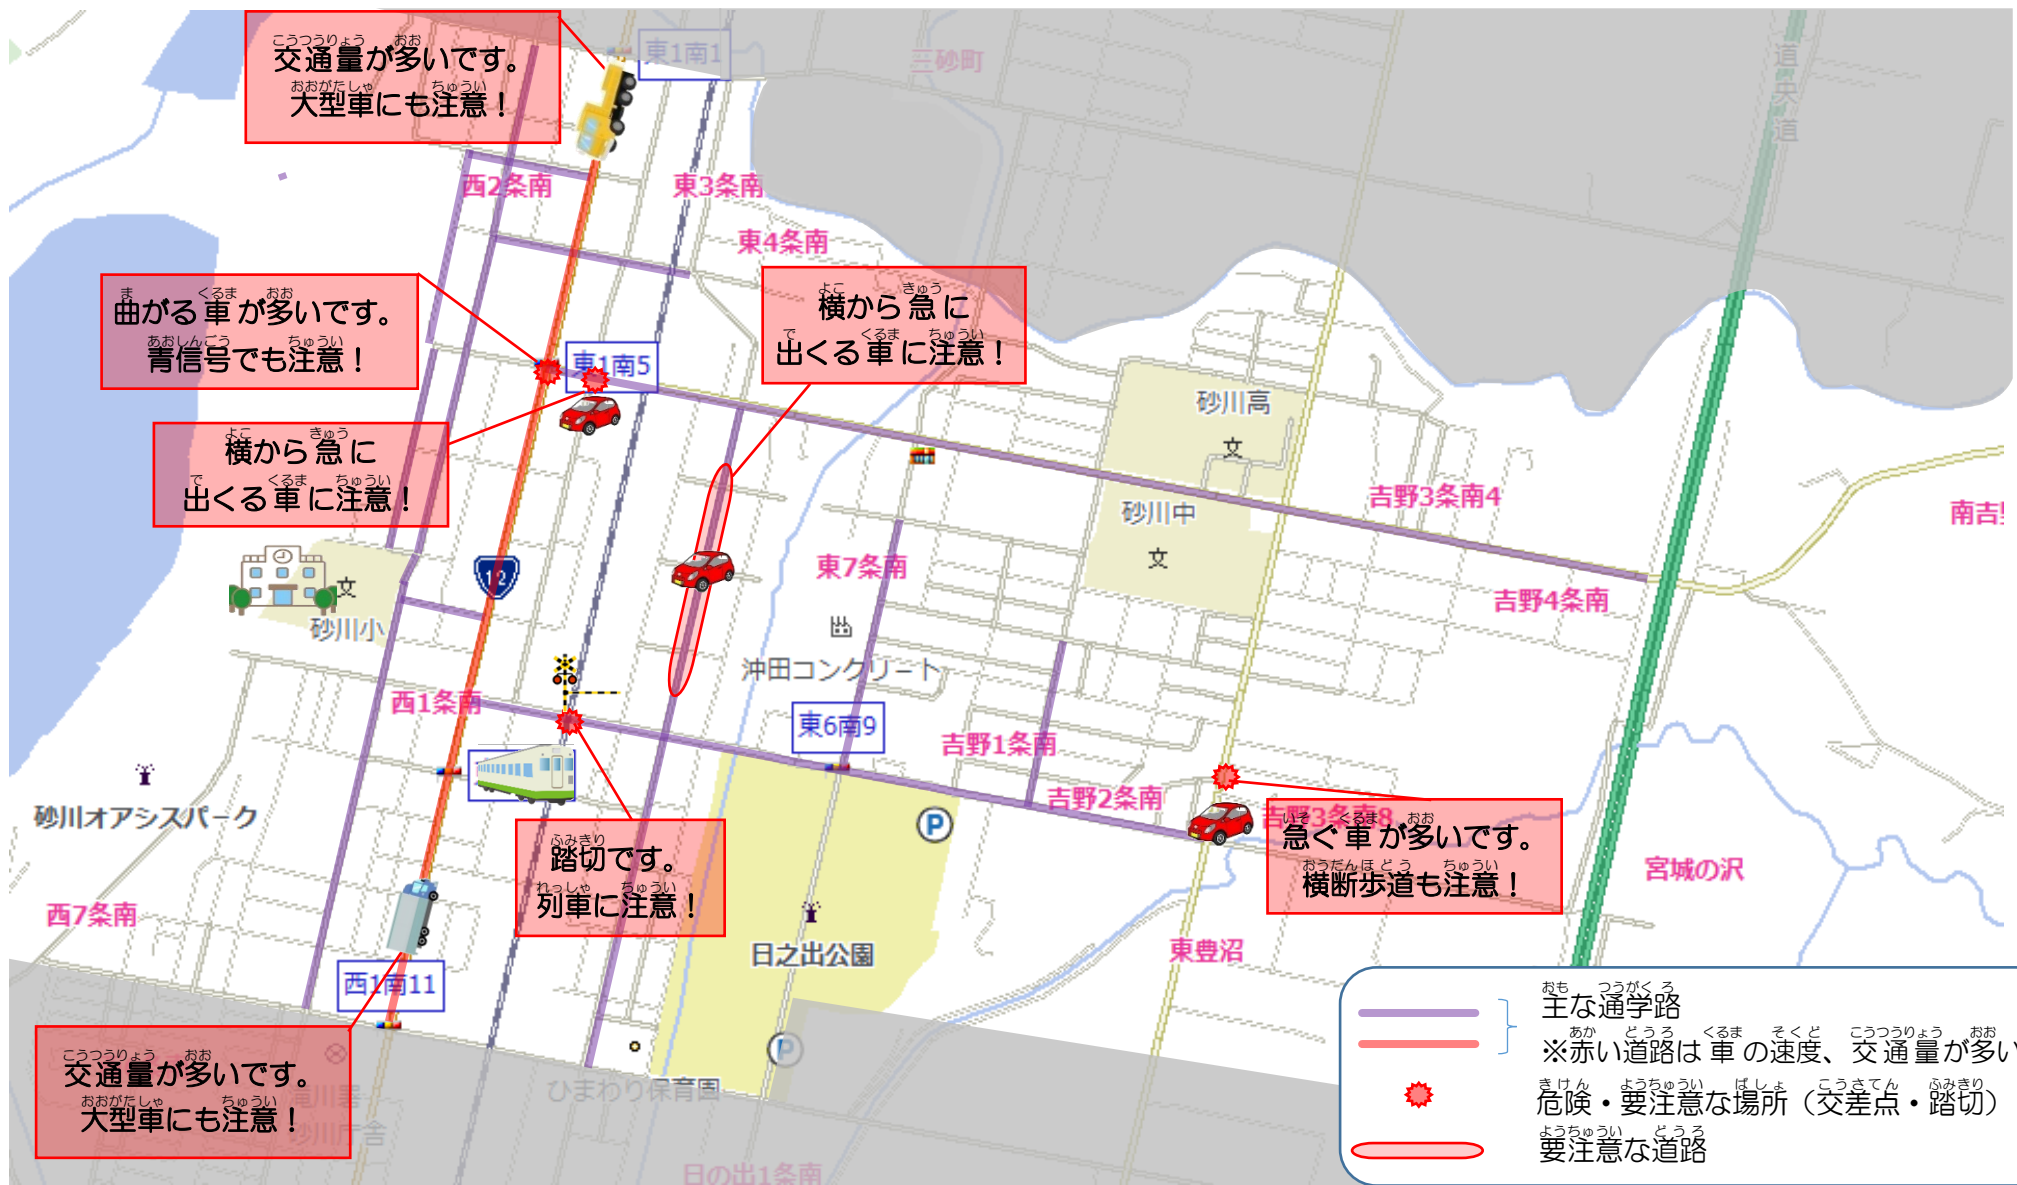 交通量が多いです。
大型車にも注意！
東1南1
三砂町
道央道
西2条南
東3条南
東4条南
曲がる車が多いです。
青信号でも注意！
東1南5
横から急に
出くる車に注意！
横から急に
出くる車に注意！
砂川高
文
砂川中
文
吉野3条南4
南吉
12
東7条南
吉野4条南
文
砂川小
沖田コンクリート
西1条南
東6南9
吉野1条南
吉野2条南
吉野3条南8
砂川オアシスパーク
P
踏切です。
列車に注意！
急ぐ車が多いです。
横断歩道も注意！
宮城の沢
西7条南
日之出公園
東豊沼
西1南11
P
交通量が多いです。
大型車にも注意！
滝川署
砂川庁舎
ひまわり保育園
日の出1条南
主な通学路
※赤い道路は車の速度、交通量が多い
危険・要注意な場所（交差点・踏切）
要注意な道路